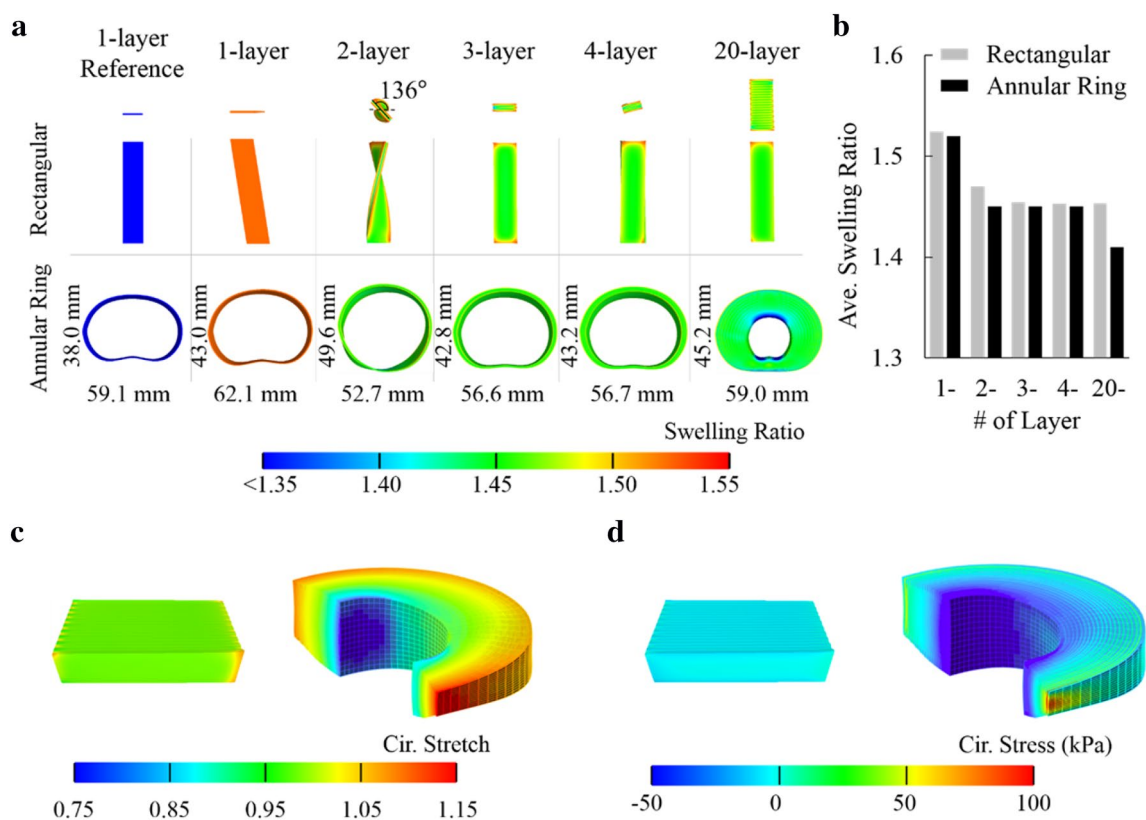 a
1-layer Reference
1-layer
2-layer
3-layer
4-layer
20-layer
136°
Rectangular
Annular Ring
38.0 mm
43.0 mm
49.6 mm
42.8 mm
43.2 mm
45.2 mm
59.1 mm
62.1 mm
52.7 mm
56.6 mm
56.7 mm
59.0 mm
Swelling Ratio
<1.35
1.40
1.45
1.50
1.55
b
Rectangular
Annular Ring
Ave. Swelling Ratio
1.6
1.5
1.4
1.3
1-
2-
3-
4-
20-
# of Layer
c
Cir. Stretch
0.75
0.85
0.95
1.05
1.15
d
Cir. Stress (kPa)
-50
0
50
100